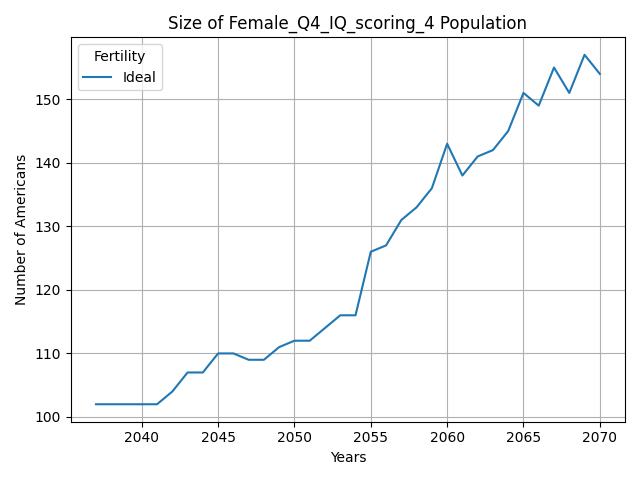 Size of Female_Q4_IQ_scoring_4 Population
Fertility
Ideal
Number of Americans
150
140
130
120
110
100
2040 2045 2050 2055 2060 2065 2070
Years